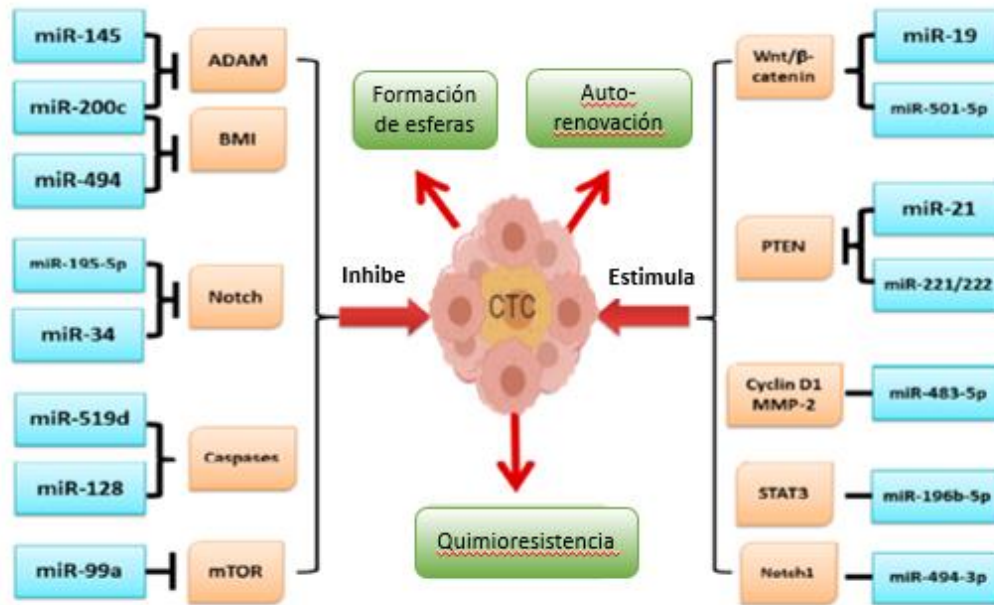 miR-145
miR-200c
miR-494
miR-195-5p
miR-34
miR-519d
miR-128
miR-99a
ADAM
BMI
Notch
Caspases
mTOR
Inhibe
Formación
de esferas
Auto-
renovación
CTC
Quimioresistencia
Estimula
Wnt/β-
catenin
PTEN
Cyclin D1
MMP-2
STAT3
Notch1
miR-19
miR-501-5p
miR-21
miR-221/222
miR-483-5p
miR-196b-5p
miR-494-3p